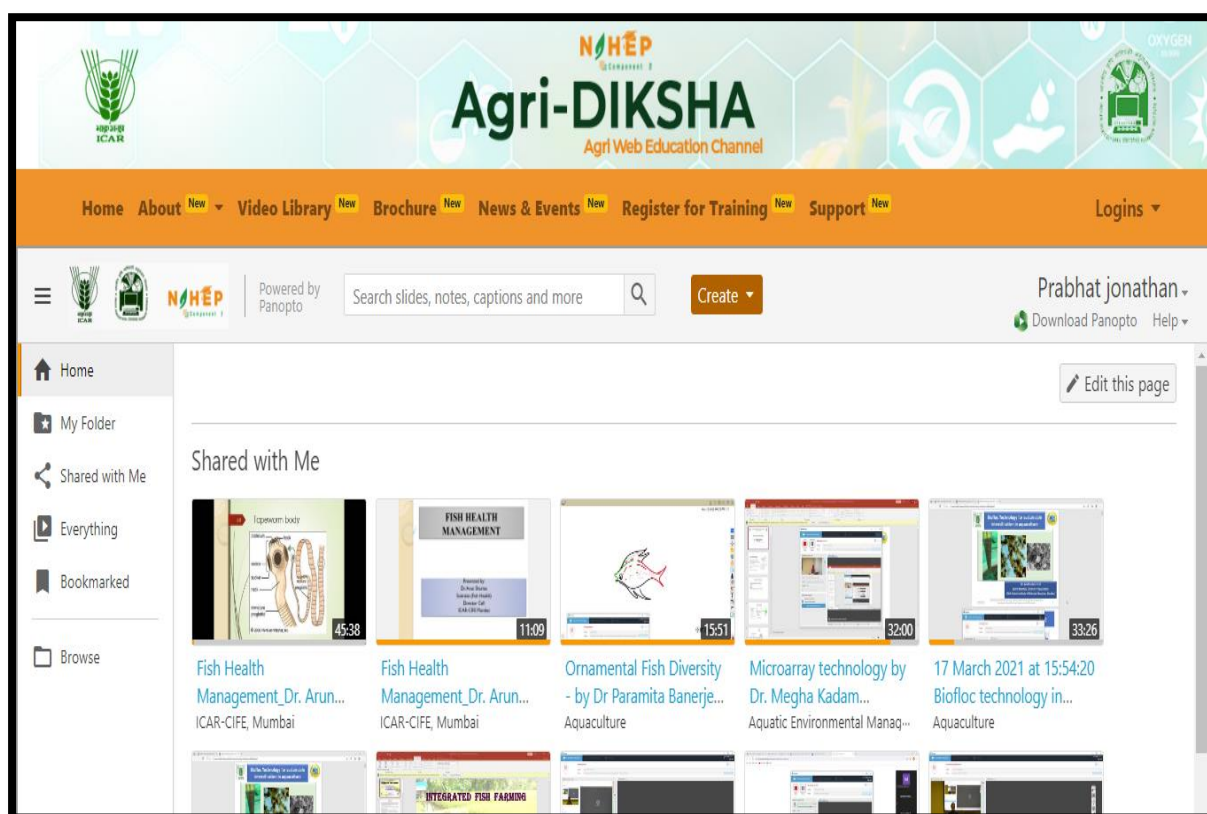 NAHEP
Component 2
OXYGEN
Agri-DIKSHA
Agri Web Education Channel
ICAR
Home About New Video Library New Brochure New News & Events New Register for Training New Support New Logins
NAHEP
Component 2
ICAR
Powered by
Panopto
Search slides, notes, captions and more
Create
Prabhat jonathan
Download Panopto Help
Home
My Folder
Shared with Me
Everything
Bookmarked
Browse
Edit this page
Shared with Me
Tapeworm body
45:38
FISH HEALTH
MANAGEMENT
11:09
15:51
32:00
33:26
Fish Health
Management_Dr. Arun...
ICAR-CIFE, Mumbai
Fish Health
Management_Dr. Arun...
ICAR-CIFE, Mumbai
Ornamental Fish Diversity
- by Dr Paramita Banerje...
Aquaculture
Microarray technology by
Dr. Megha Kadam...
Aquatic Environmental Manag...
17 March 2021 at 15:54:20
Biofloc technology in...
Aquaculture
INTEGRATED FISH FARMING